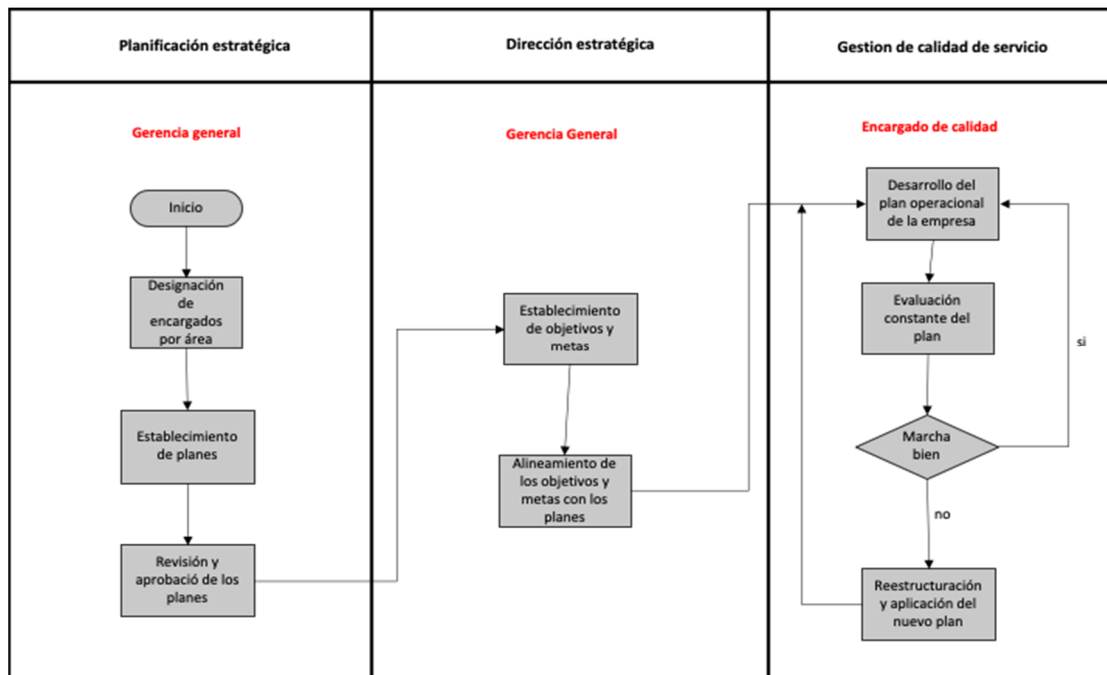 Planificación estratégica
Dirección estratégica
Gestion de calidad de servicio
Gerencia general
Gerencia General
Encargado de calidad
Inicio
Designación
de
encargados
por área
Establecimiento
de planes
Revisión y
aprobació de los
planes
Establecimiento
de objetivos y
metas
Alineamiento de
los objetivos y
metas con los
planes
Desarrollo del
plan operacional
de la empresa
Evaluación
constante del
plan
si
Marcha
bien
no
Reestructuración
y aplicación del
nuevo plan